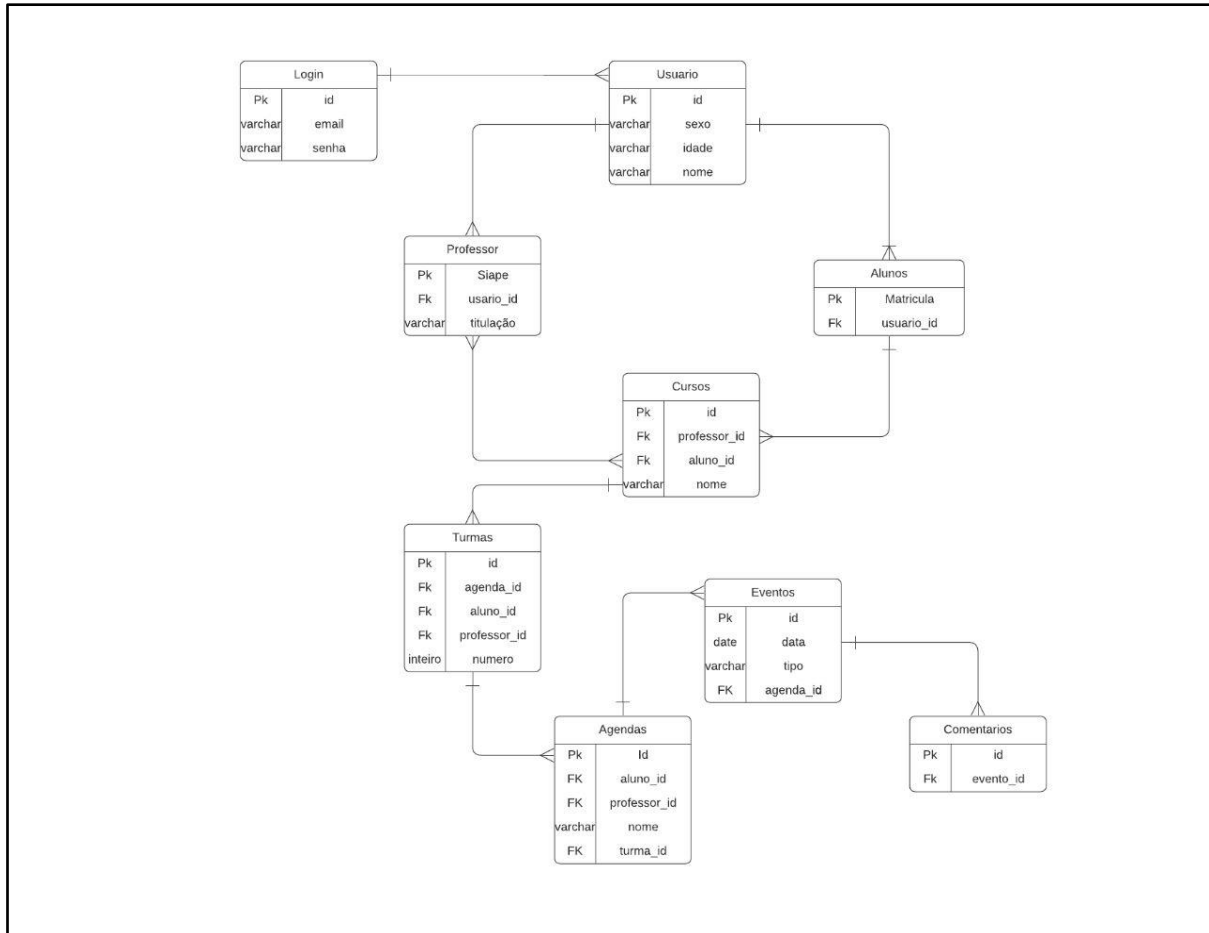 Login
Pk id
varchar email
varchar senha
Usuario
Pk id
varchar sexo
varchar idade
varchar nome
Professor
Pk Siape
Fk usario_id
varchar titulação
Alunos
Pk Matricula
Fk usuario_id
Cursos
Pk id
Fk professor_id
Fk aluno_id
varchar nome
Turmas
Pk id
Fk agenda_id
Fk aluno_id
Fk professor_id
inteiro numero
Eventos
Pk id
date data
varchar tipo
FK agenda_id
Agendas
Pk Id
FK aluno_id
FK professor_id
varchar nome
FK turma_id
Comentarios
Pk id
Fk evento_id